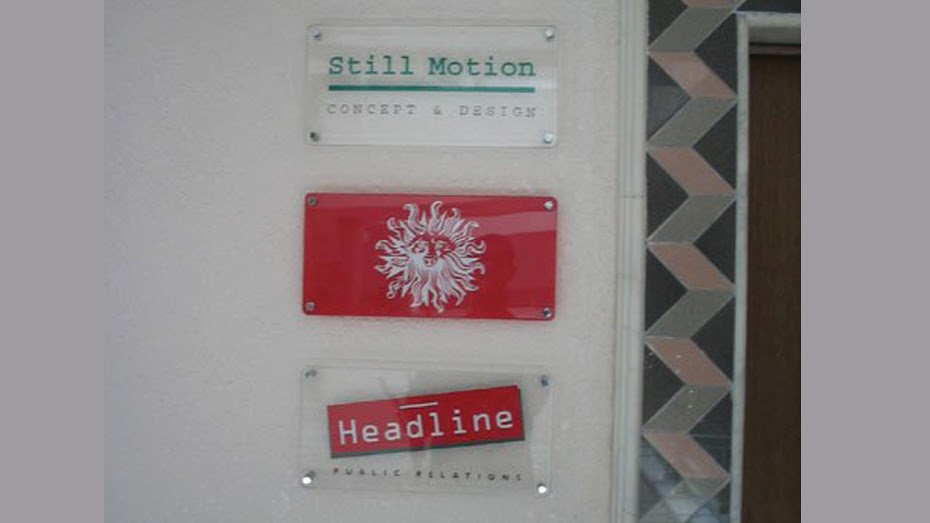 Still Motion
CONCEPT & DESIGN
Headline
PUBLIC RELATIONS